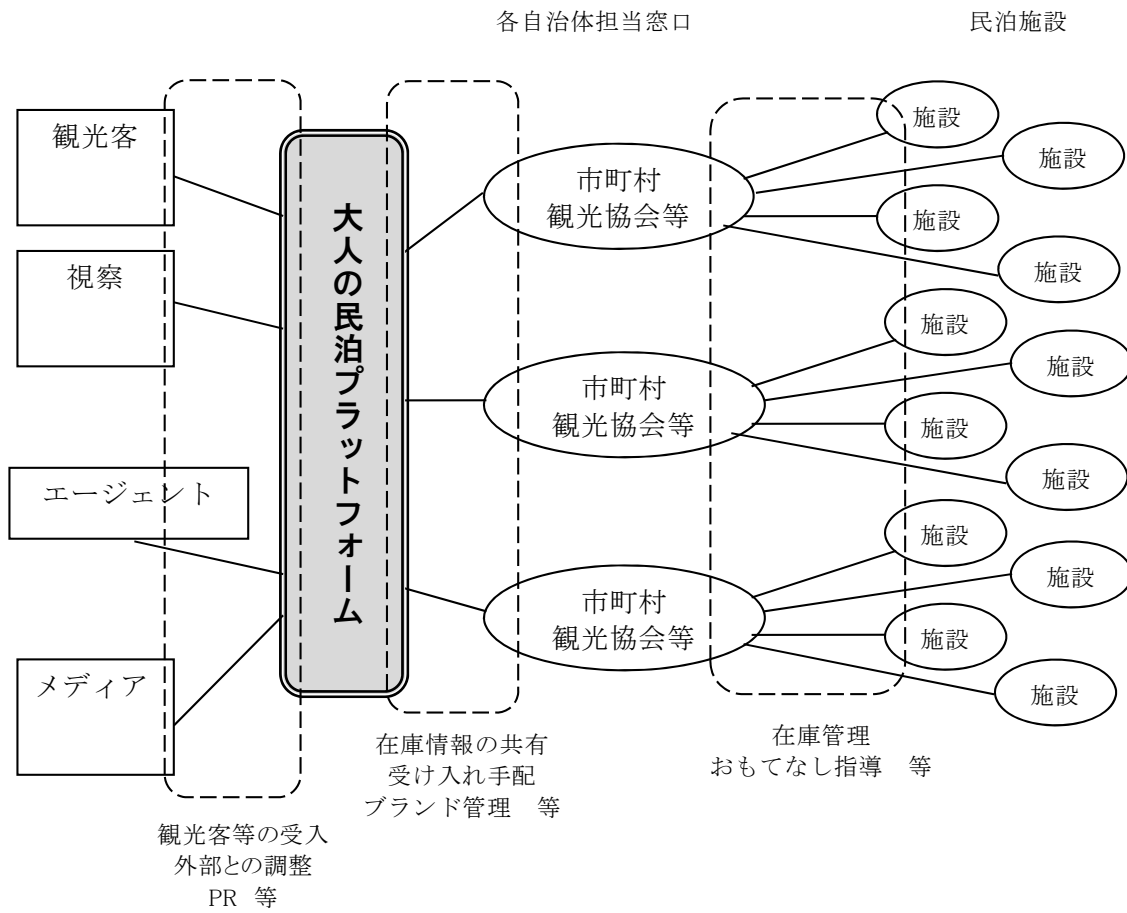 各自治体担当窓口
民泊施設
観光客
視察
エージェント
メディア
大人の民泊プラットフォーム
市町村
観光協会等
市町村
観光協会等
市町村
観光協会等
施設
施設
施設
施設
施設
施設
施設
施設
施設
施設
施設
施設
観光客等の受入
外部との調整
PR 等
在庫情報の共有
受け入れ手配
ブランド管理 等
在庫管理
おもてなし指導 等